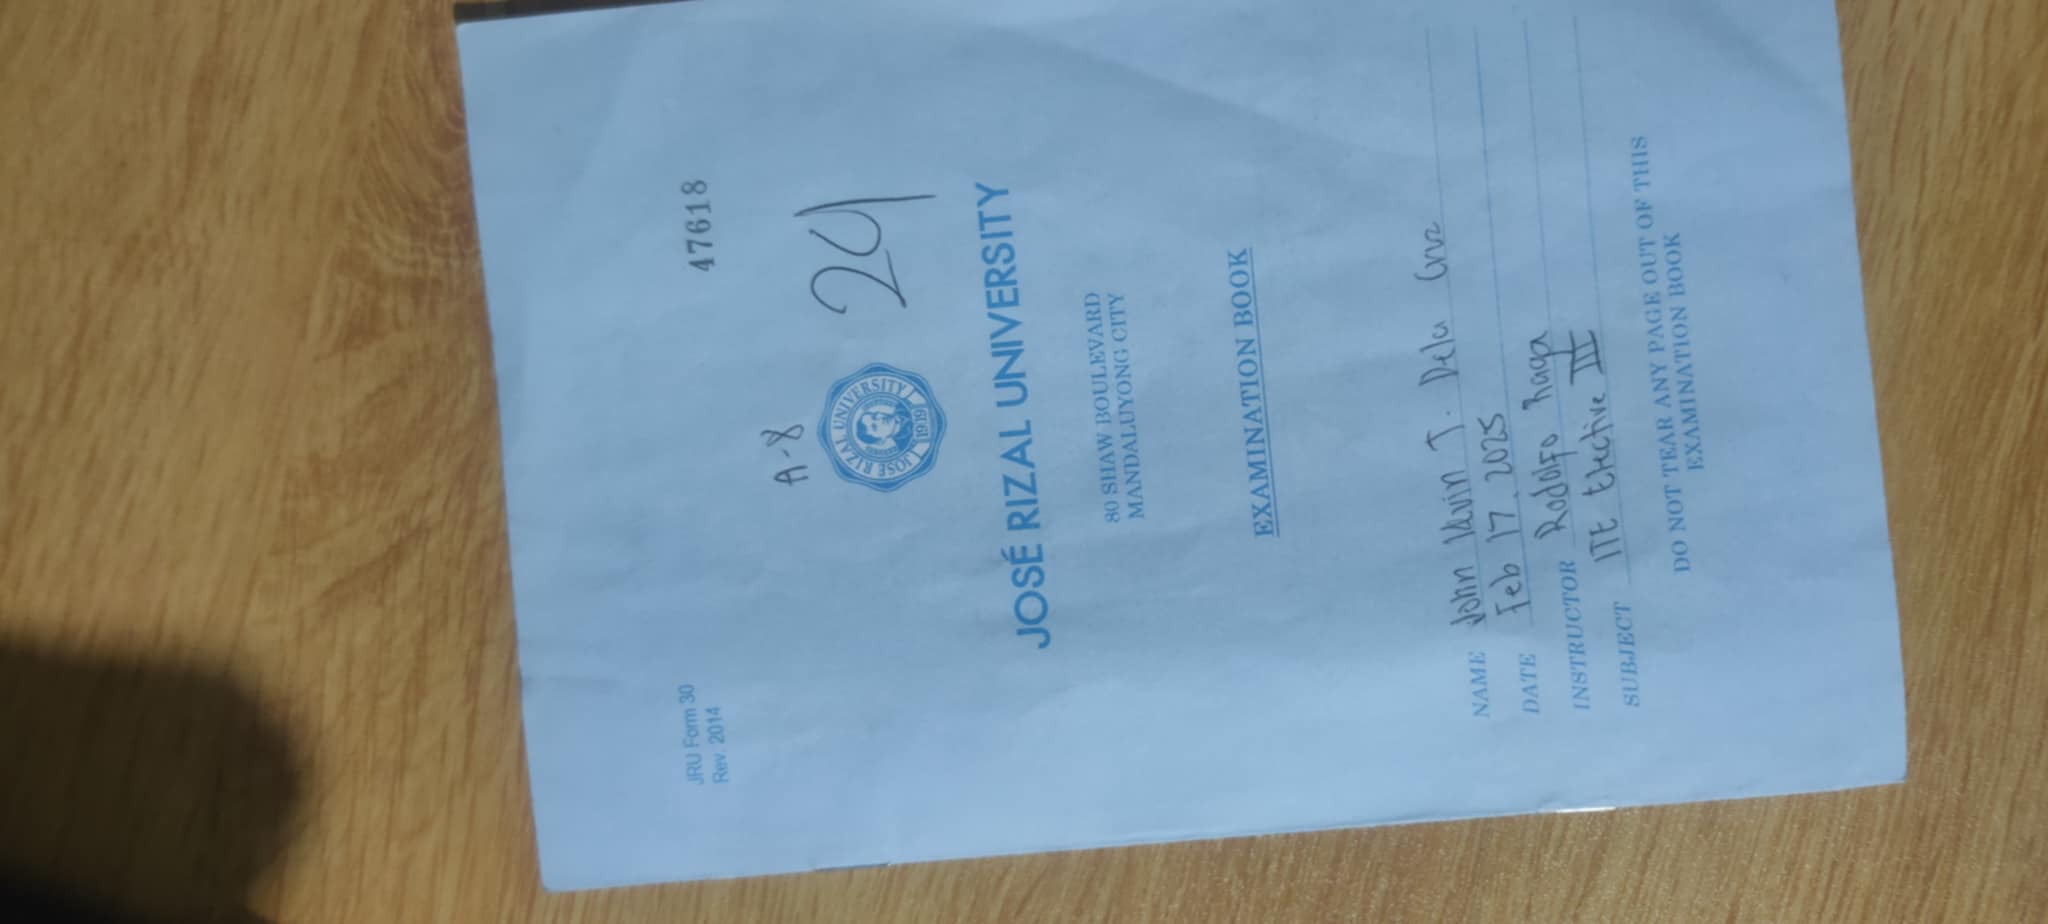 JRU Form 30
Rev. 2014
47618
A-8
24
JOSE RIZAL UNIVERSITY
1919
JOSÉ RIZAL UNIVERSITY
80 SHAW BOULEVARD
MANDALUYONG CITY
EXAMINATION BOOK
NAME John Kevin T. Dela Cruz
DATE Feb 17, 2025
INSTRUCTOR Rodolfo Raga
SUBJECT ITE Elective III
DO NOT TEAR ANY PAGE OUT OF THIS
EXAMINATION BOOK